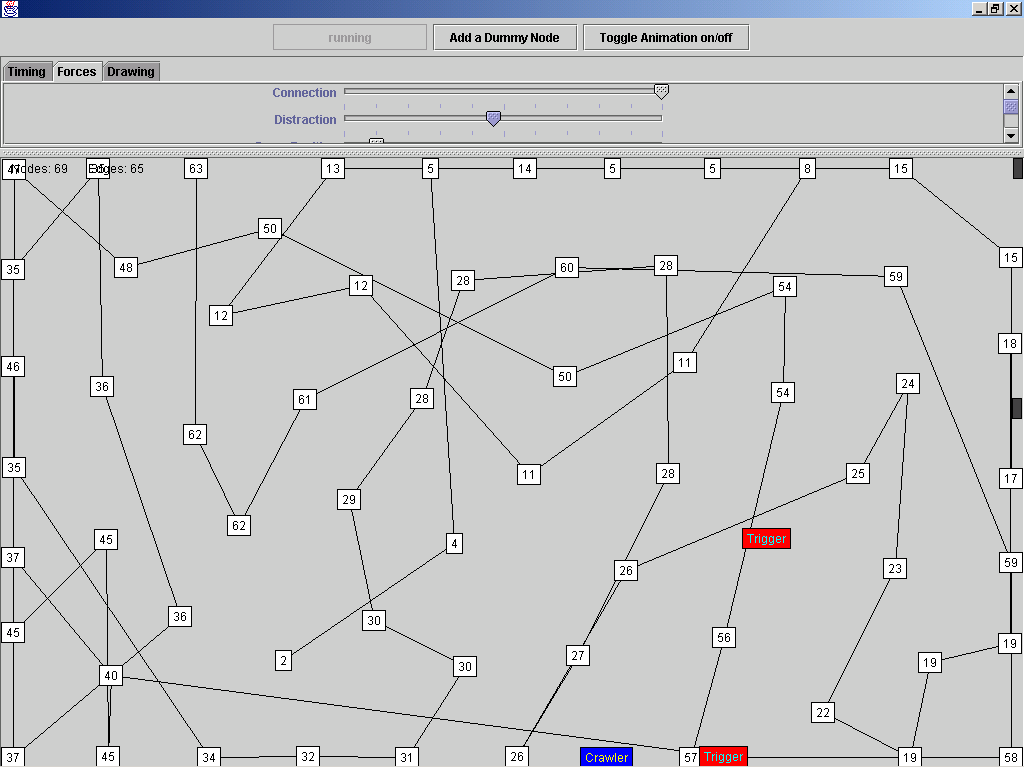 running Add a Dummy Node Toggle Animation on/off
Timing Forces Drawing
Connection
Distraction
Nodes: 69 Edges: 65
47 35 63 13 5 14 5 5 8 15
50
35 48 60 28 15
12 28 54 59
12
18
46 36 11
50 24
61 28 54
62
35 11 28 25 17
29
62
45 4 Trigger
37 26 23 59
36 30
45 56
2 27 30 19 19
40
22
37 45 34 32 31 26 Crawler 57 Trigger 19 58